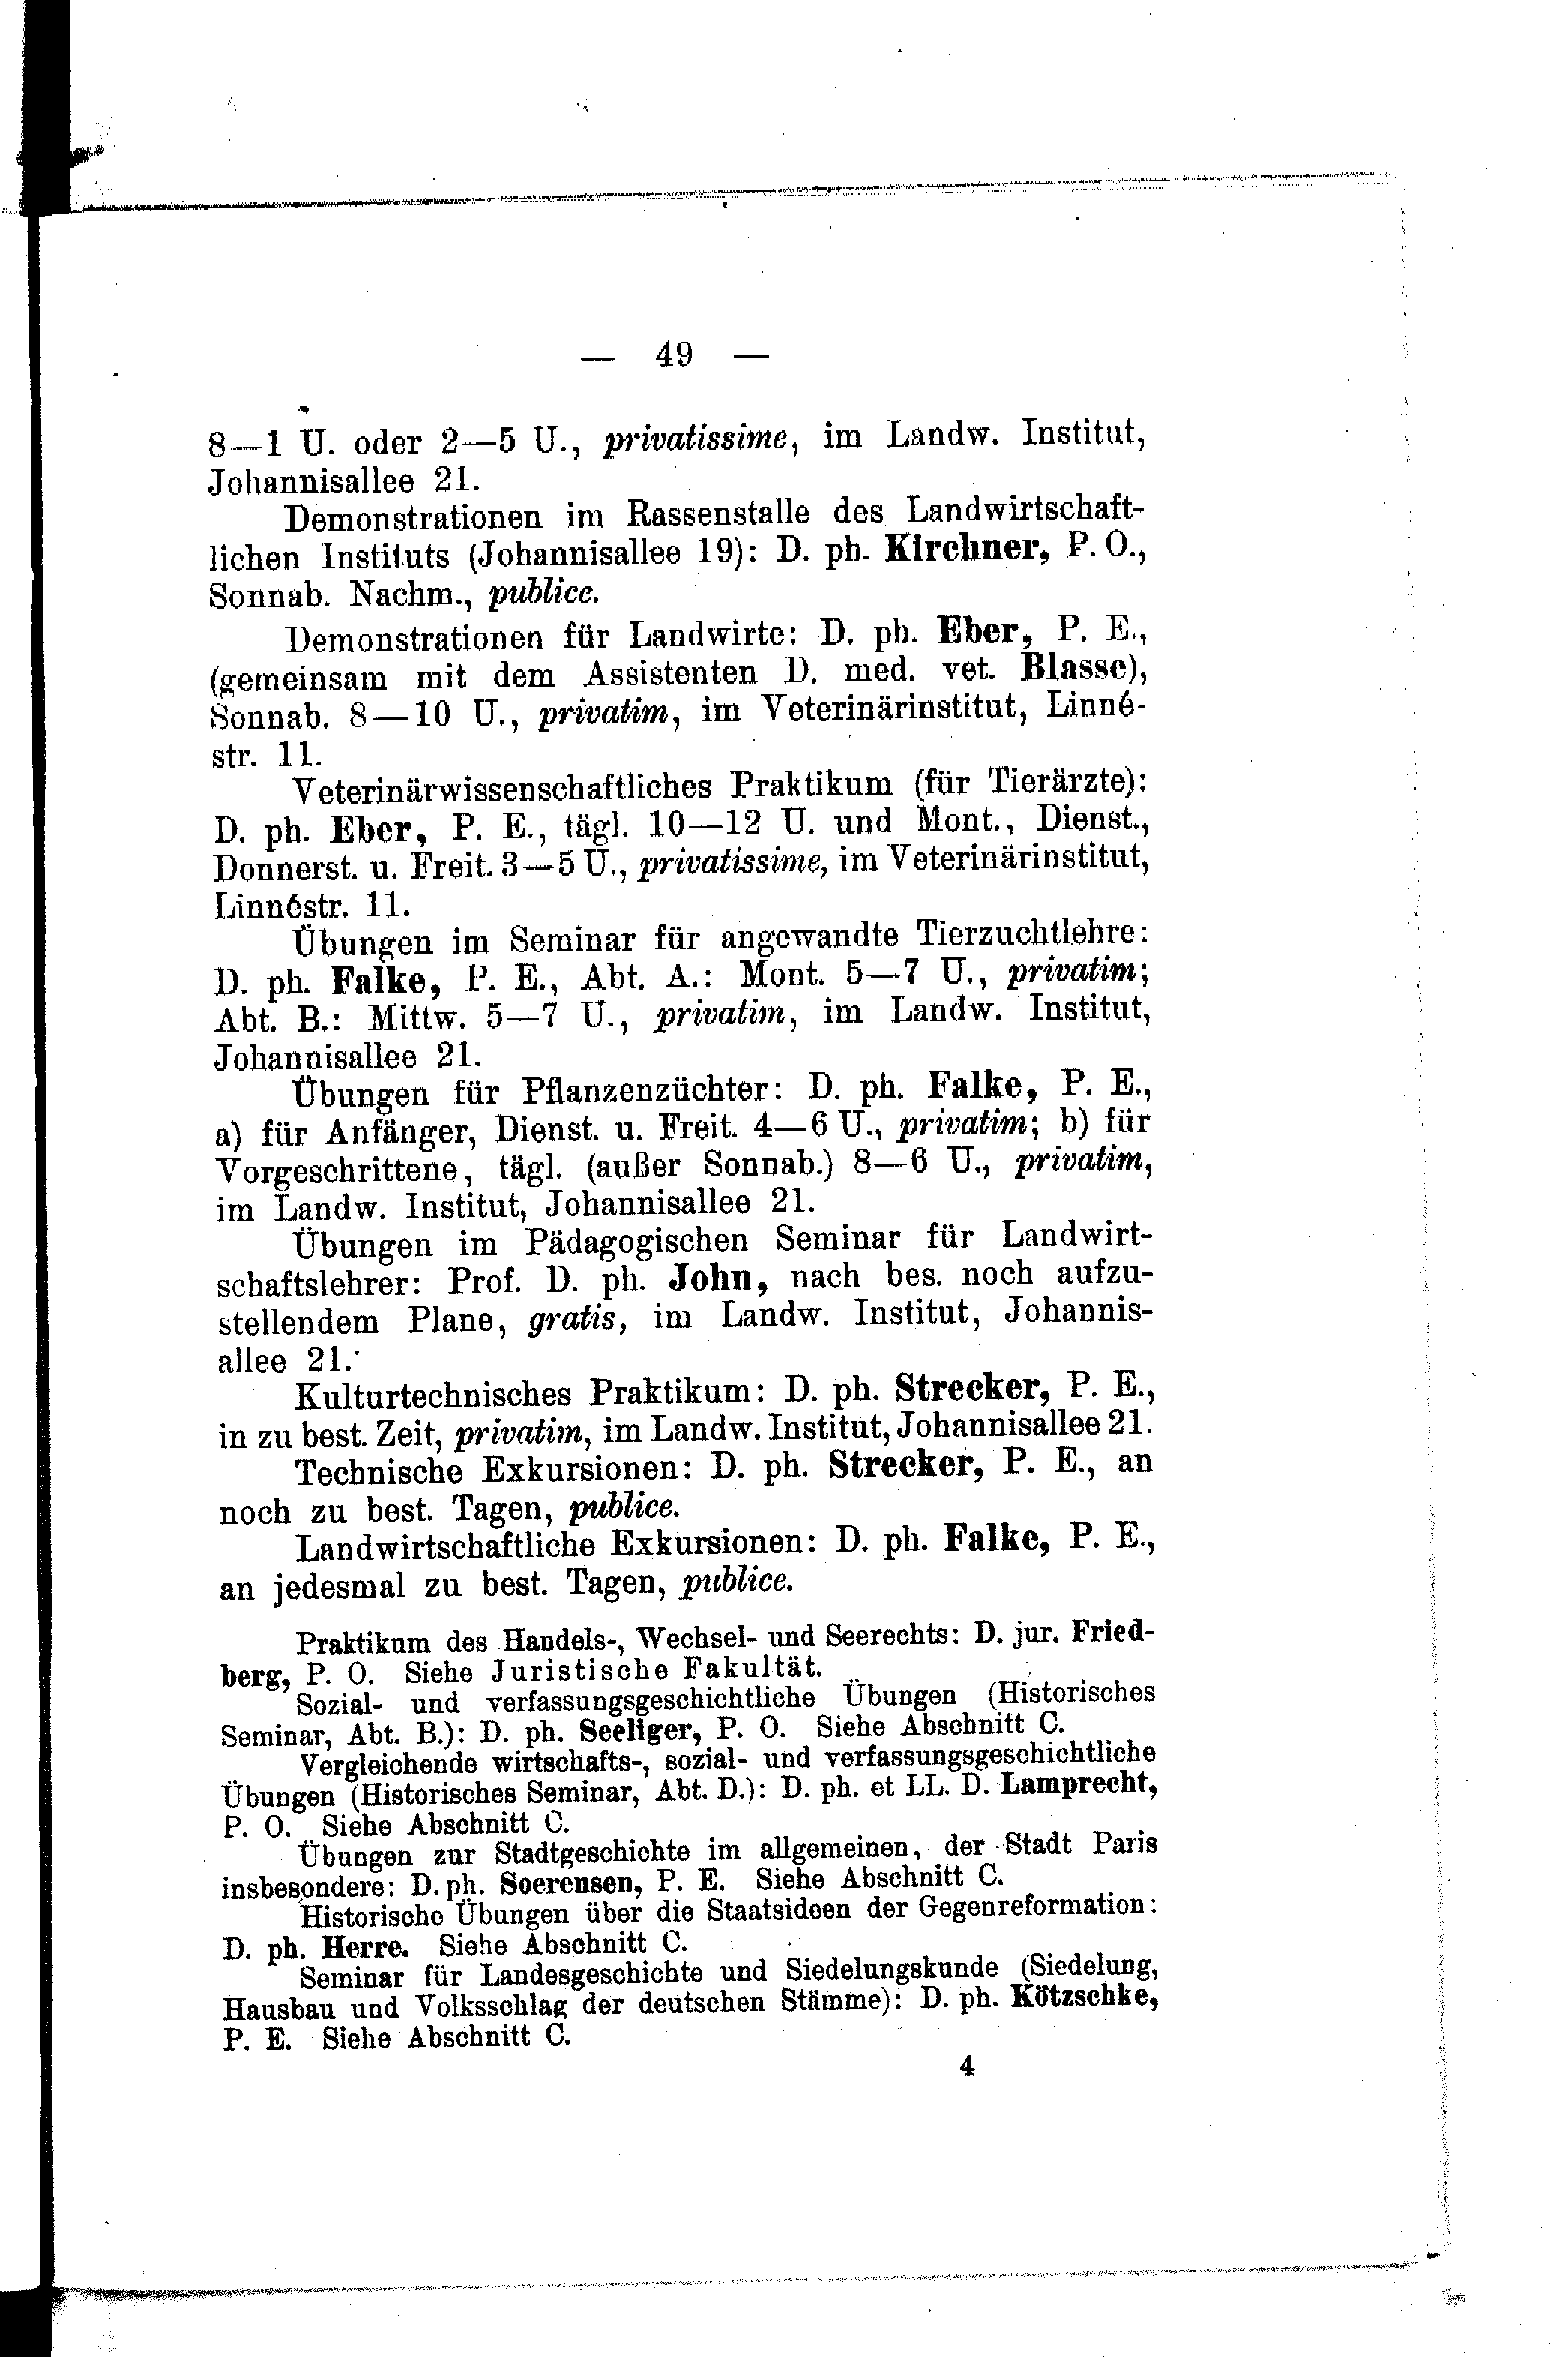 — 49 —
8—1 U. oder 2—5 U., privatissime, im Landw. Institut,
Johannisallee 21.
Demonstrationen im Rassenstalle des Landwirtschaft-
lichen Instituts (Johannisallee 19): D. ph. Kirchner, P. O.,
Sonnab. Nachm., publice.
Demonstrationen für Landwirte: D. ph. Eber, P. E.,
(gemeinsam mit dem Assistenten D. med. vet. Blasse),
Sonnab. 8—10 U., privatim, im Veterinärinstitut, Linné-
str. 11.
Veterinärwissenschaftliches Praktikum (für Tierärzte):
D. ph. Eber, P. E., tägl. 10—12 U. und Mont., Dienst.,
Donnerst. u. Freit. 3—5 U., privatissime, im Veterinärinstitut,
Linnéstr. 11.
Übungen im Seminar für angewandte Tierzuchtlehre:
D. ph. Falke, P. E., Abt. A.: Mont. 5—7 U., privatim;
Abt. B.: Mittw. 5—7 U., privatim, im Landw. Institut,
Johannisallee 21.
Übungen für Pflanzenzüchter: D. ph. Falke, P. E.,
a) für Anfänger, Dienst. u. Freit. 4—6 U., privatim; b) für
Vorgeschrittene, tägl. (außer Sonnab.) 8—6 U., privatim,
im Landw. Institut, Johannisallee 21.
Übungen im Pädagogischen Seminar für Landwirt-
schaftslehrer: Prof. D. ph. John, nach bes. noch aufzu-
stellendem Plane, gratis, im Landw. Institut, Johannis-
allee 21.
Kulturtechnisches Praktikum: D. ph. Strecker, P. E.,
in zu best. Zeit, privatim, im Landw. Institut, Johannisallee 21.
Technische Exkursionen: D. ph. Strecker, P. E., an
noch zu best. Tagen, publice.
Landwirtschaftliche Exkursionen: D. ph. Falke, P. E.,
an jedesmal zu best. Tagen, publice.
Praktikum des Handels-, Wechsel- und Seerechts: D. jur. Fried-
berg, P. O. Siehe Juristische Fakultät.
Sozial- und verfassungsgeschichtliche Übungen (Historisches
Seminar, Abt. B.): D. ph. Seeliger, P. O. Siehe Abschnitt C.
Vergleichende wirtschafts-, sozial- und verfassungsgeschichtliche
Übungen (Historisches Seminar, Abt. D.): D. ph. et LL. D. Lamprecht,
P. O. Siehe Abschnitt C.
Übungen zur Stadtgeschichte im allgemeinen, der Stadt Paris
insbesondere: D. ph. Soerensen, P. E. Siehe Abschnitt C.
Historische Übungen über die Staatsideen der Gegenreformation:
D. ph. Herre. Siehe Abschnitt C.
Seminar für Landesgeschichte und Siedelungskunde (Siedelung,
Hausbau und Volksschlag der deutschen Stämme): D. ph. Kötzschke,
P. E. Siehe Abschnitt C.
4